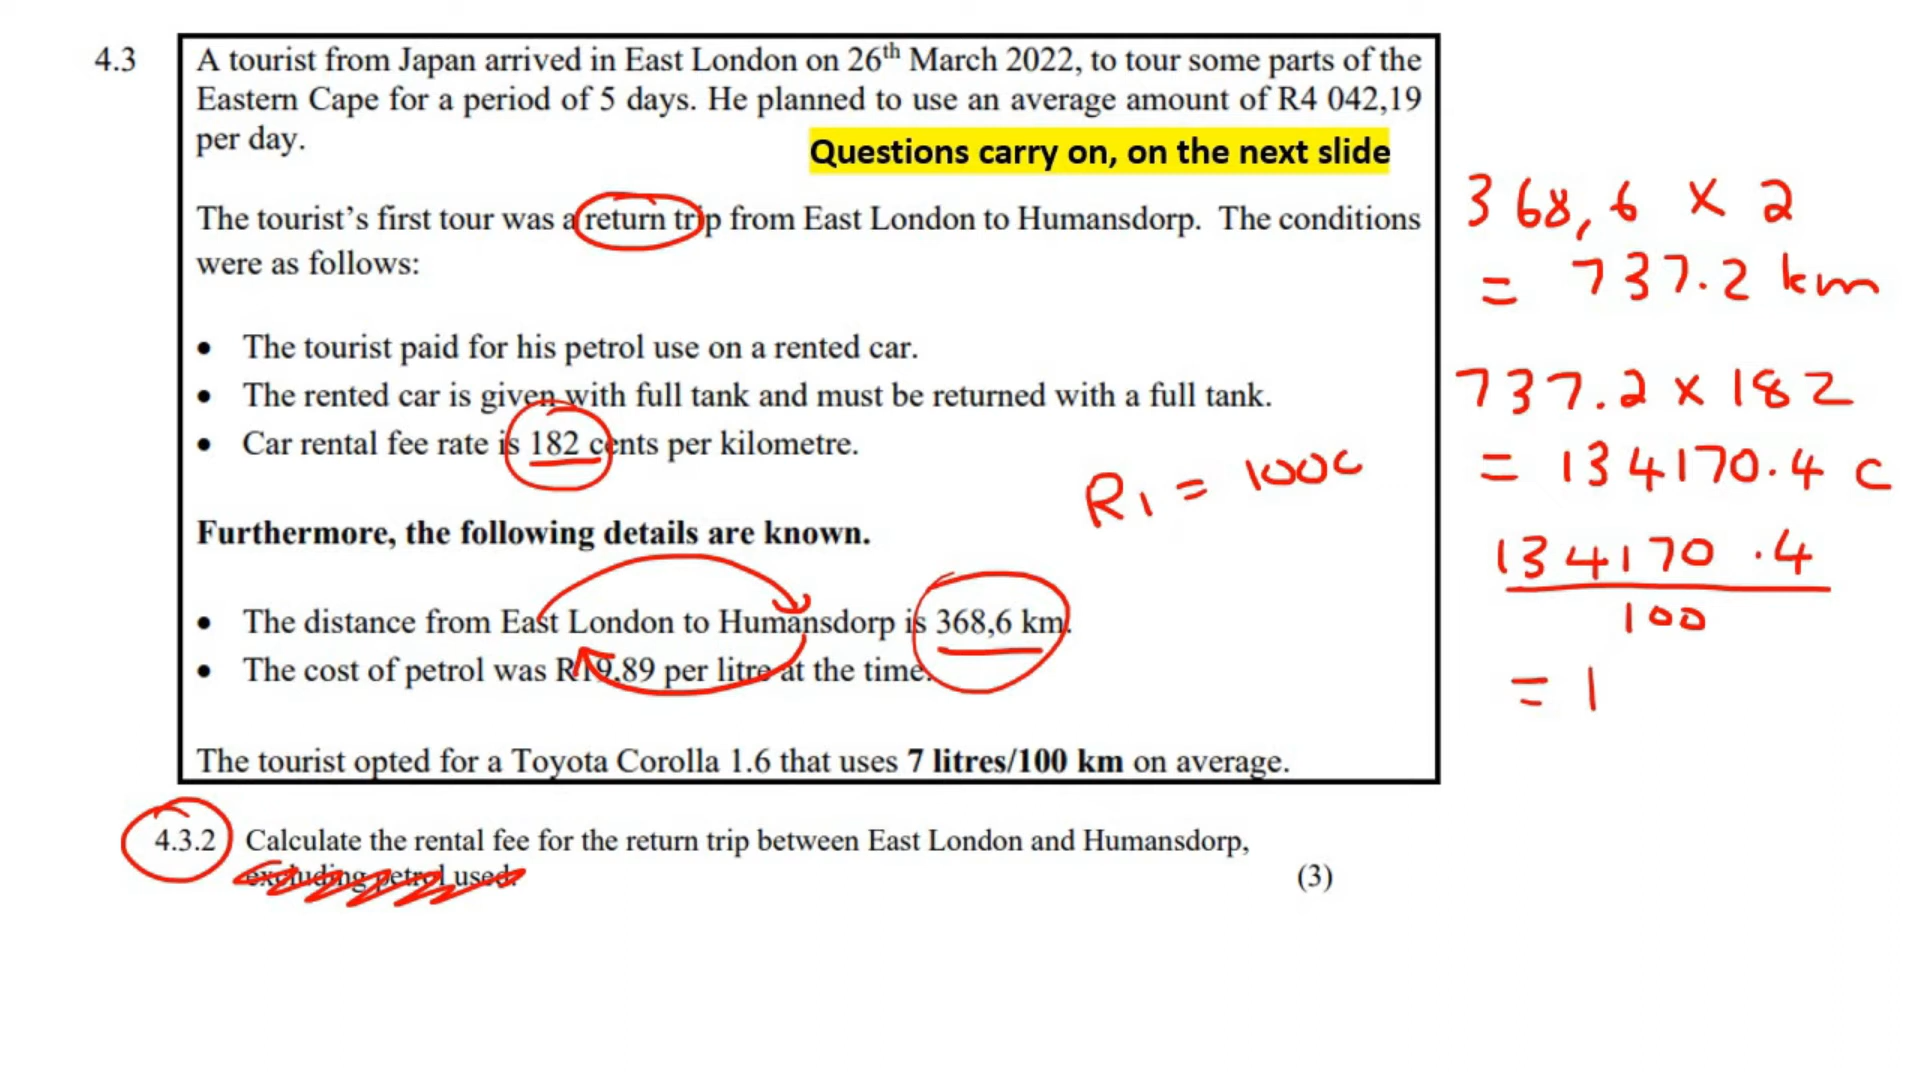 4.3
A tourist from Japan arrived in East London on 26th March 2022, to tour some parts of the
Eastern Cape for a period of 5 days. He planned to use an average amount of R4 042,19
per day.
Questions carry on, on the next slide
The tourist's first tour was a return trip from East London to Humansdorp. The conditions
were as follows:
• The tourist paid for his petrol use on a rented car.
• The rented car is given with full tank and must be returned with a full tank.
• Car rental fee rate is 182 cents per kilometre.
Furthermore, the following details are known.
• The distance from East London to Humansdorp is 368,6 km.
• The cost of petrol was R19,89 per litre at the time.
The tourist opted for a Toyota Corolla 1.6 that uses 7 litres/100 km on average.
4.3.2 Calculate the rental fee for the return trip between East London and Humansdorp,
excluding petrol used.
(3)
R1 = 100c
368,6 x 2
= 737.2 km
737.2 x 182
= 134170.4 c
134170.4
100
= 1